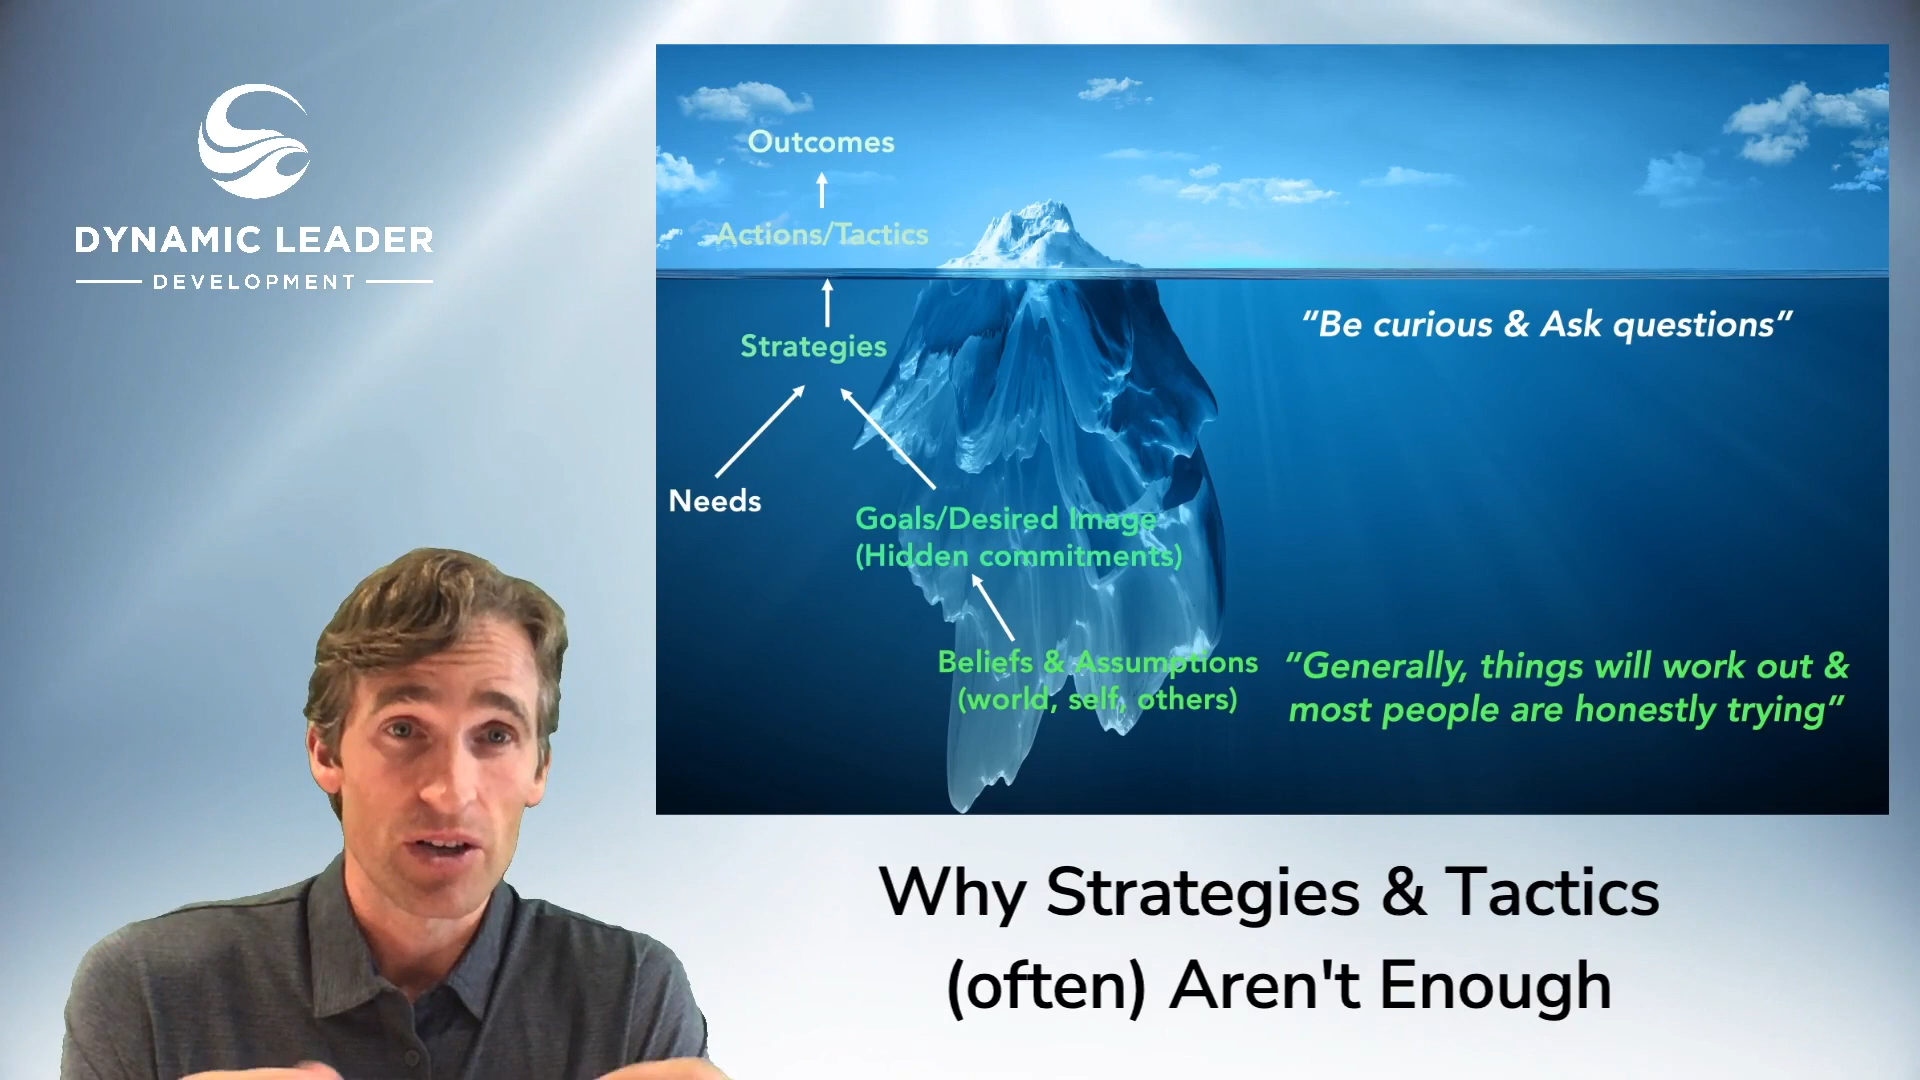 DYNAMIC LEADER
DEVELOPMENT
Outcomes
Actions/Tactics
Strategies
Needs
Goals/Desired Image
(Hidden commitments)
Beliefs & Assumptions
(world, self, others)
“Be curious & Ask questions”
“Generally, things will work out &
most people are honestly trying”
Why Strategies & Tactics
(often) Aren't Enough